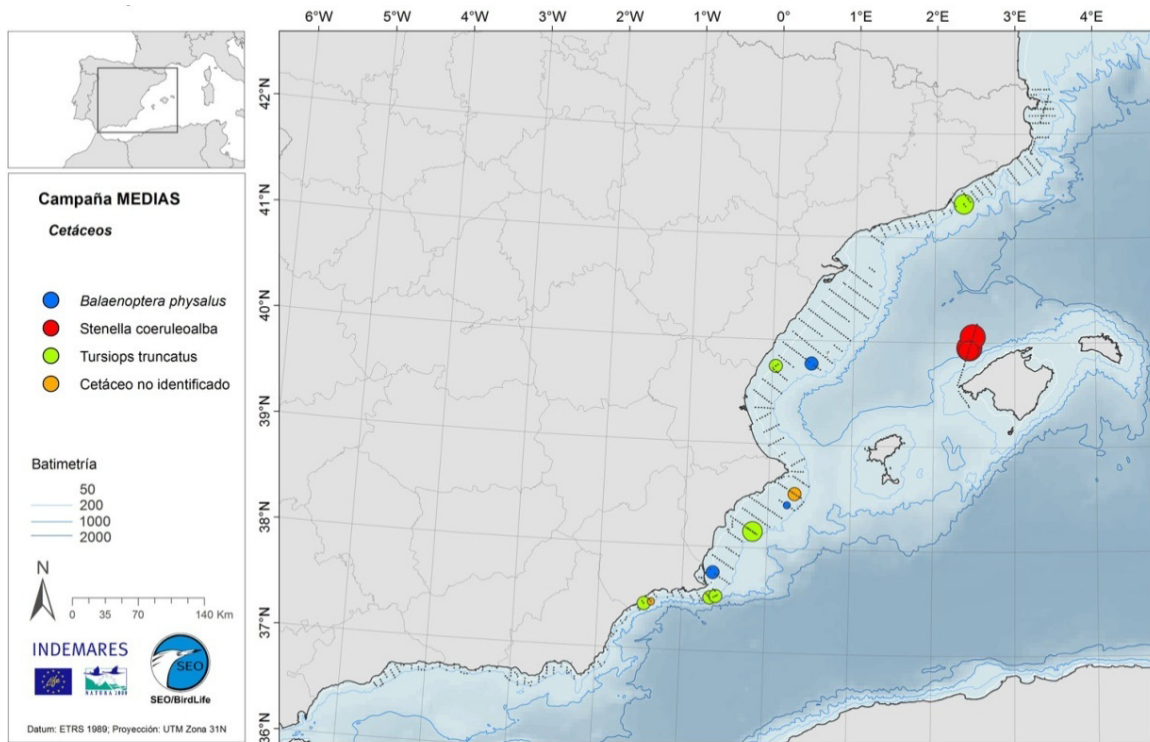 6°W 5°W 4°W 3°W 2°W 1°W 0° 1°E 2°E 3°E 4°E
42°N
41°N
40°N
39°N
38°N
37°N
36°N
Campaña MEDIAS
Cetáceos
Balaenoptera physalus
Stenella coeruleoalba
Tursiops truncatus
Cetáceo no identificado
Batimetría
50
200
1000
2000
N
0 35 70 140 Km
INDEMARES
SEO
NATURA 2000
SEO/BirdLife
Datum: ETRS 1989; Proyección: UTM Zona 31N